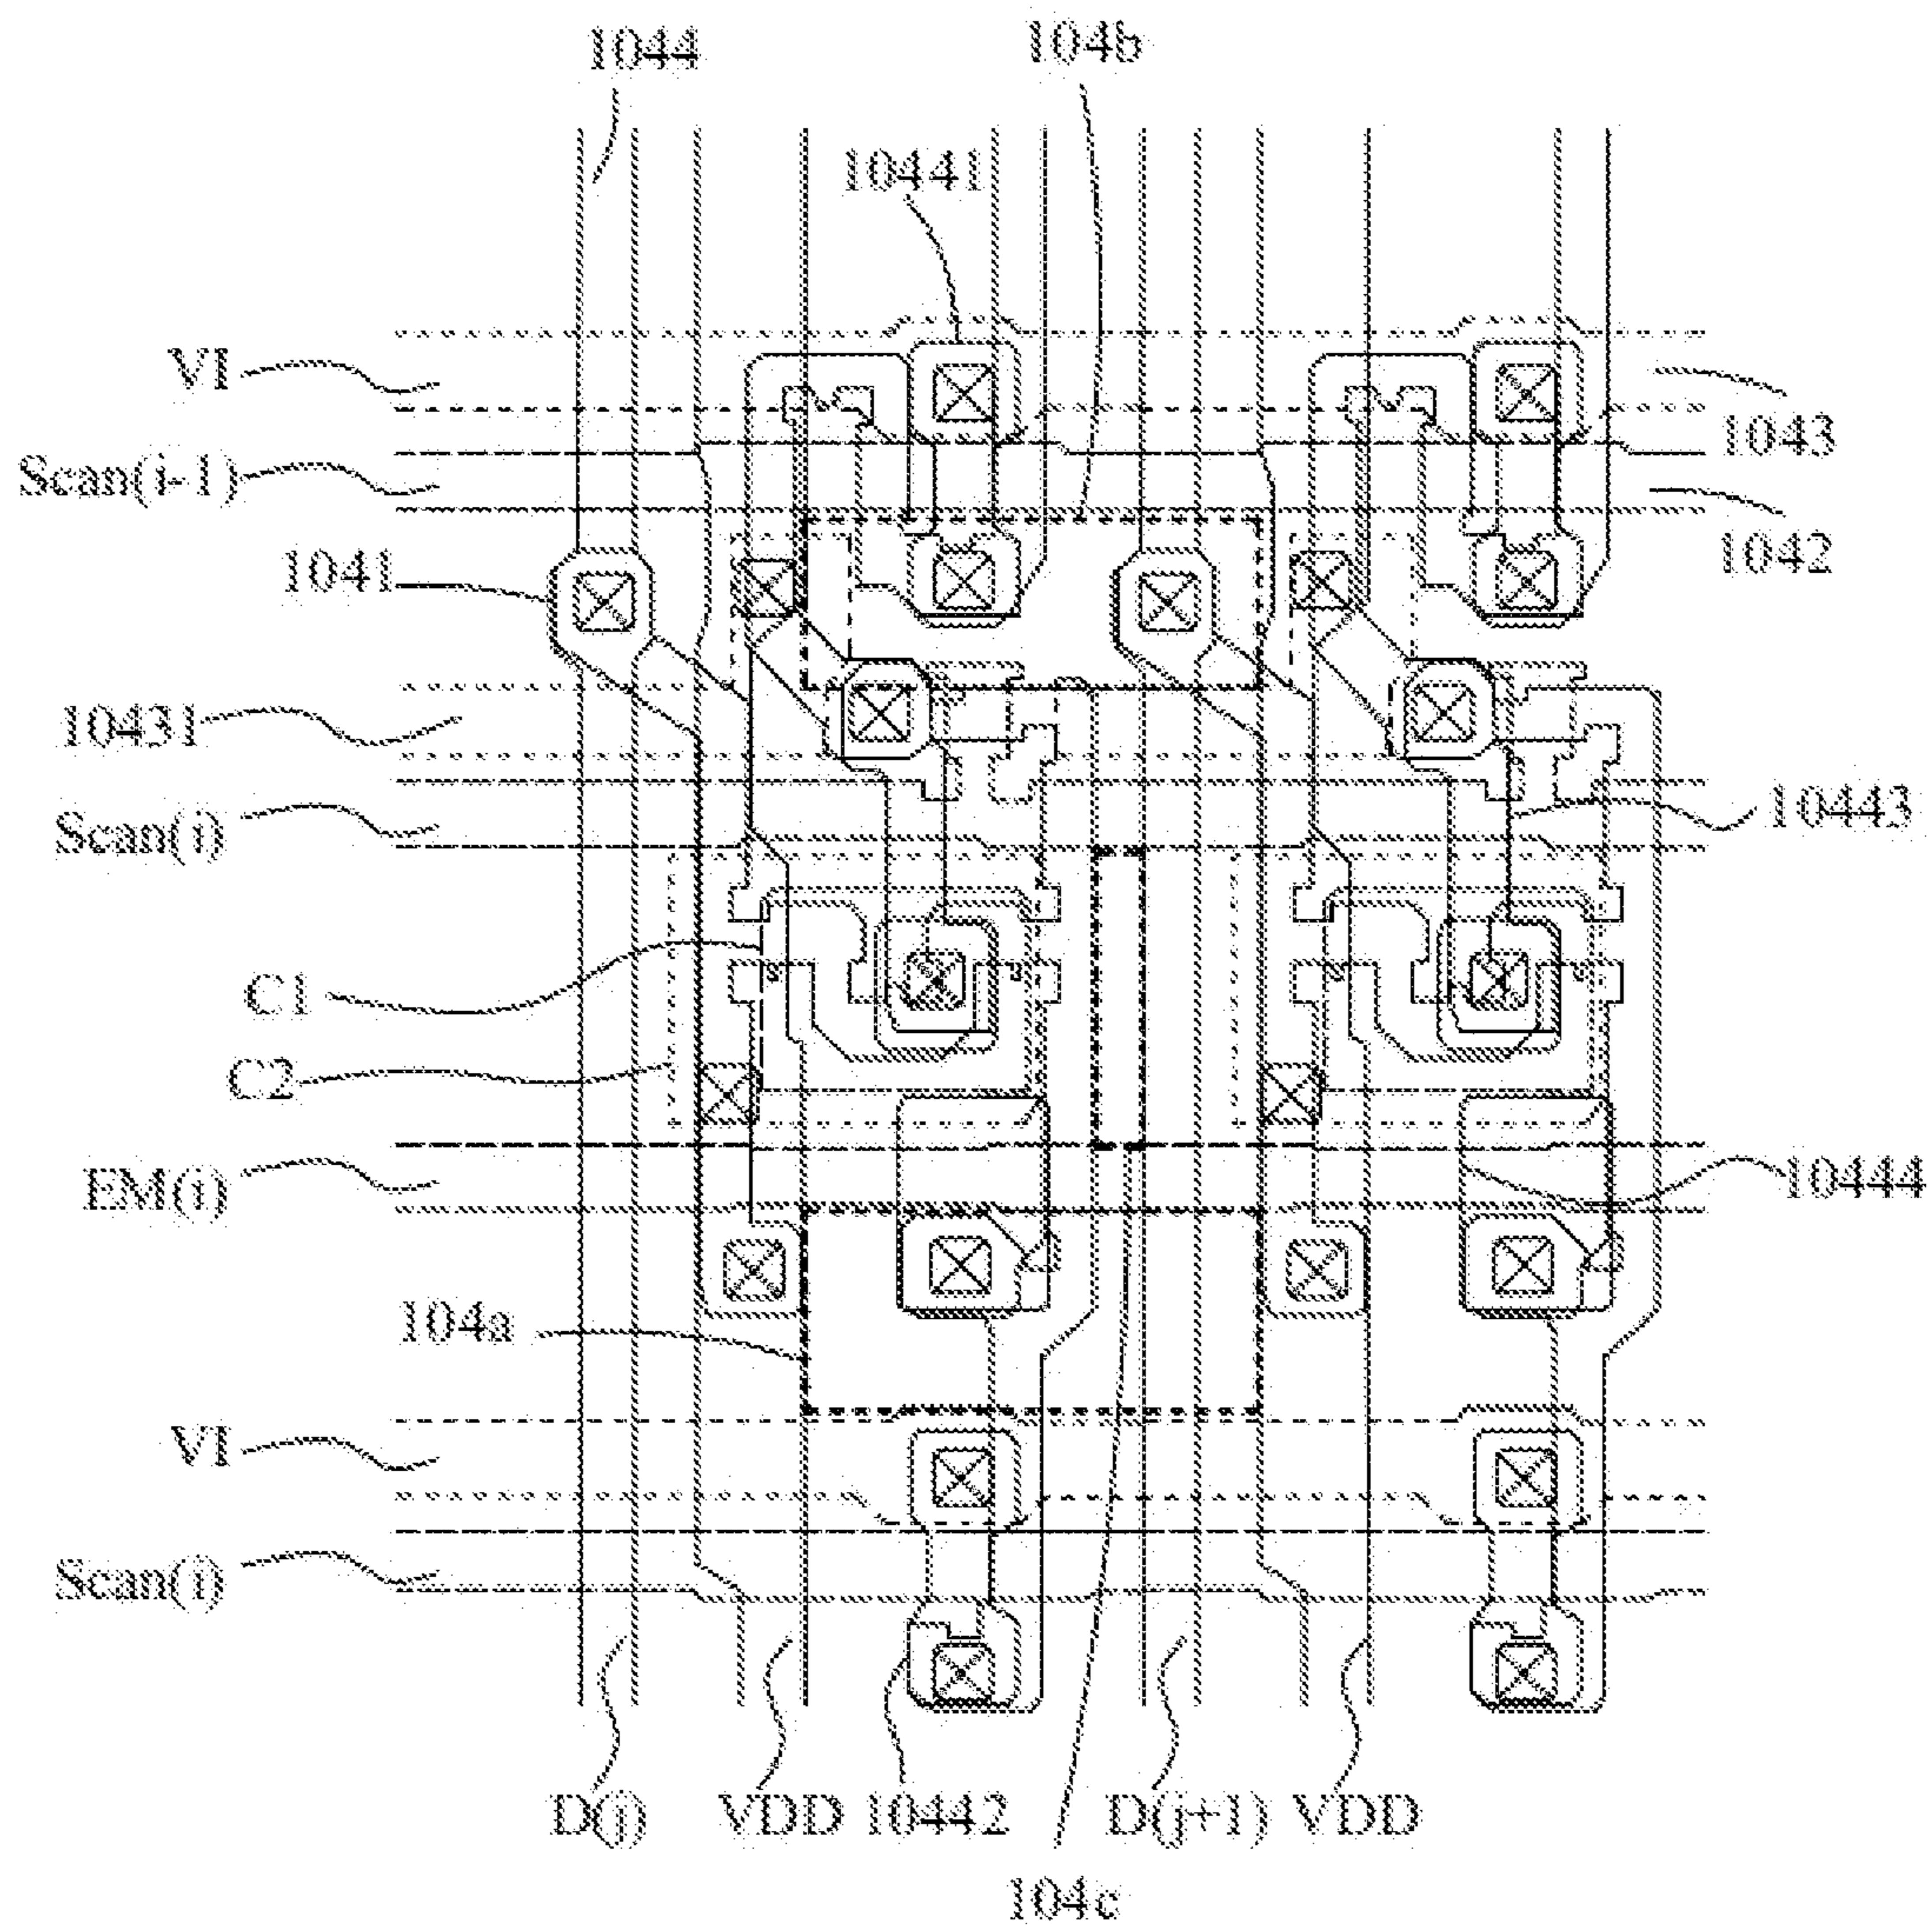 1044
104b
10441
VI
1043
Scan(i-1)
1042
1041
10431
10443
Scan(i)
C1
C2
EM(i)
10444
104a
VI
Scan(i)
D(j) VDD 10442 D(j+1) VDD
104c